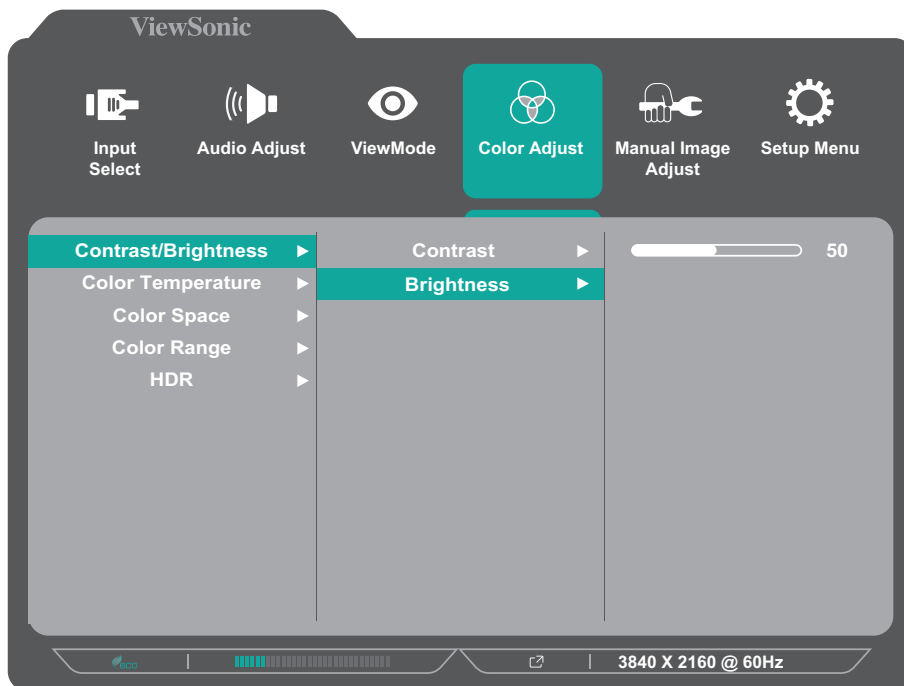 ViewSonic
Input Select
Audio Adjust
ViewMode
Color Adjust
Manual Image Adjust
Setup Menu
Contrast/Brightness
Contrast
50
Color Temperature
Brightness
Color Space
Color Range
HDR
eco
3840 X 2160 @ 60Hz